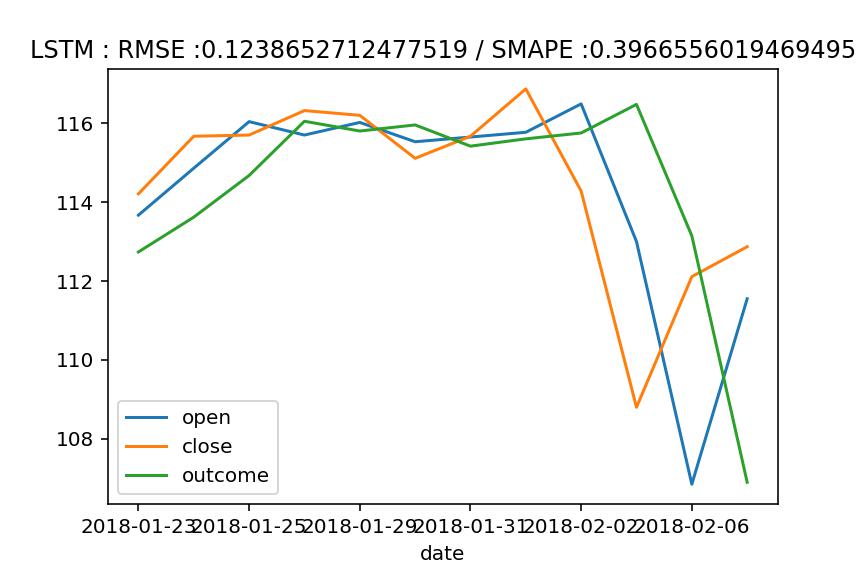 LSTM : RMSE :0.1238652712477519 / SMAPE :0.3966556019469495
116
114
112
110
108
open
close
outcome
2018-01-23 2018-01-25 2018-01-29 2018-01-31 2018-02-02 2018-02-06
date